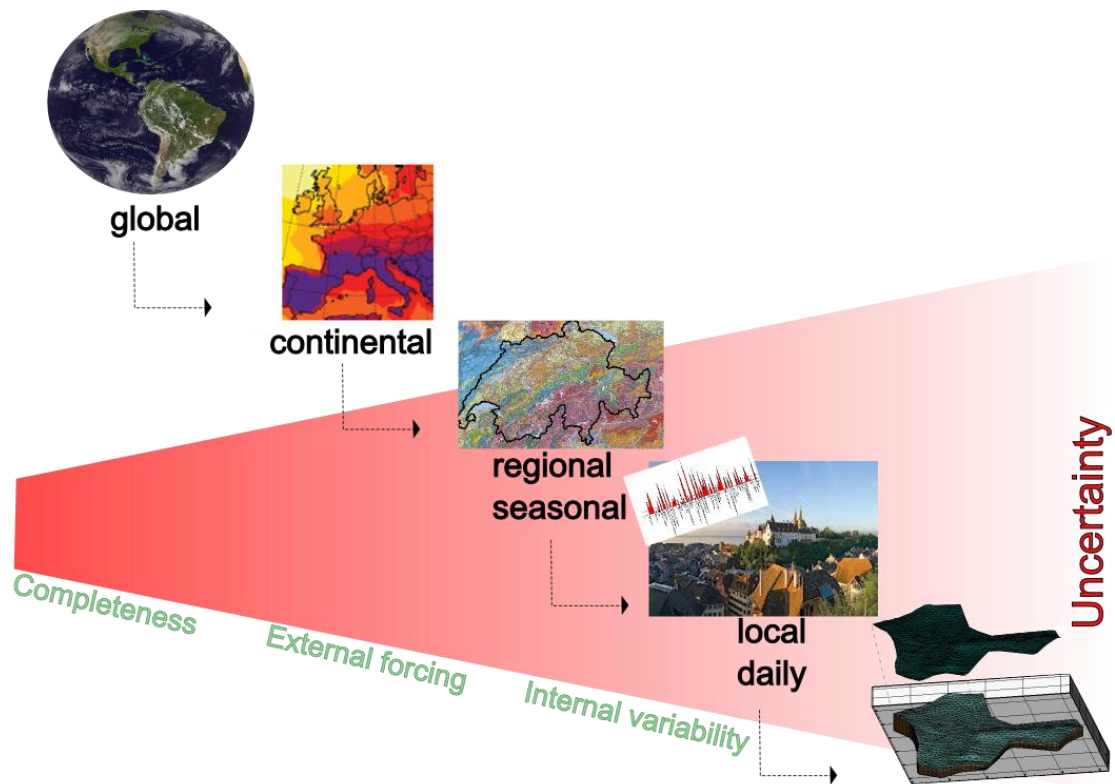 global
continental
regional
seasonal
local
daily
Completeness
External forcing
Internal variability
Uncertainty